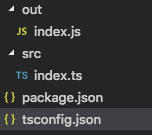 out
JS index.js
src
TS index.ts
{} package.json
{} tsconfig.json